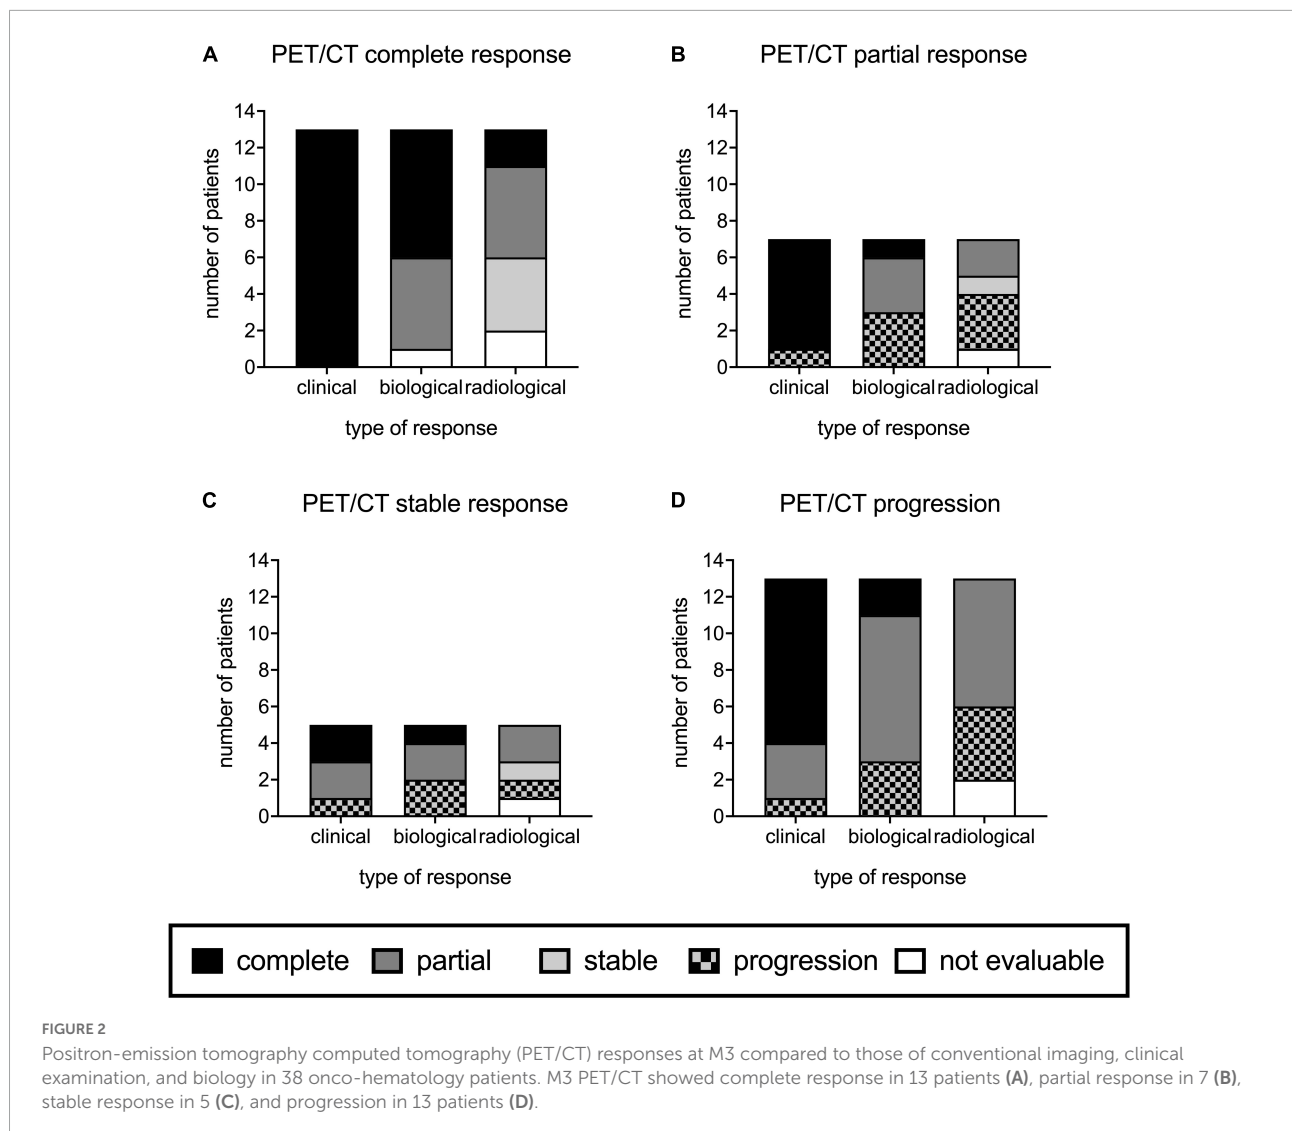 A PET/CT complete response
number of patients
14
12
10
8
6
4
2
0
clinical biological radiological
type of response
B PET/CT partial response
number of patients
14
12
10
8
6
4
2
0
clinical biological radiological
type of response
C PET/CT stable response
number of patients
14
12
10
8
6
4
2
0
clinical biological radiological
type of response
D PET/CT progression
number of patients
14
12
10
8
6
4
2
0
clinical biological radiological
type of response
complete partial stable progression not evaluable
FIGURE 2
Positron-emission tomography computed tomography (PET/CT) responses at M3 compared to those of conventional imaging, clinical
examination, and biology in 38 onco-hematology patients. M3 PET/CT showed complete response in 13 patients (A), partial response in 7 (B),
stable response in 5 (C), and progression in 13 patients (D).